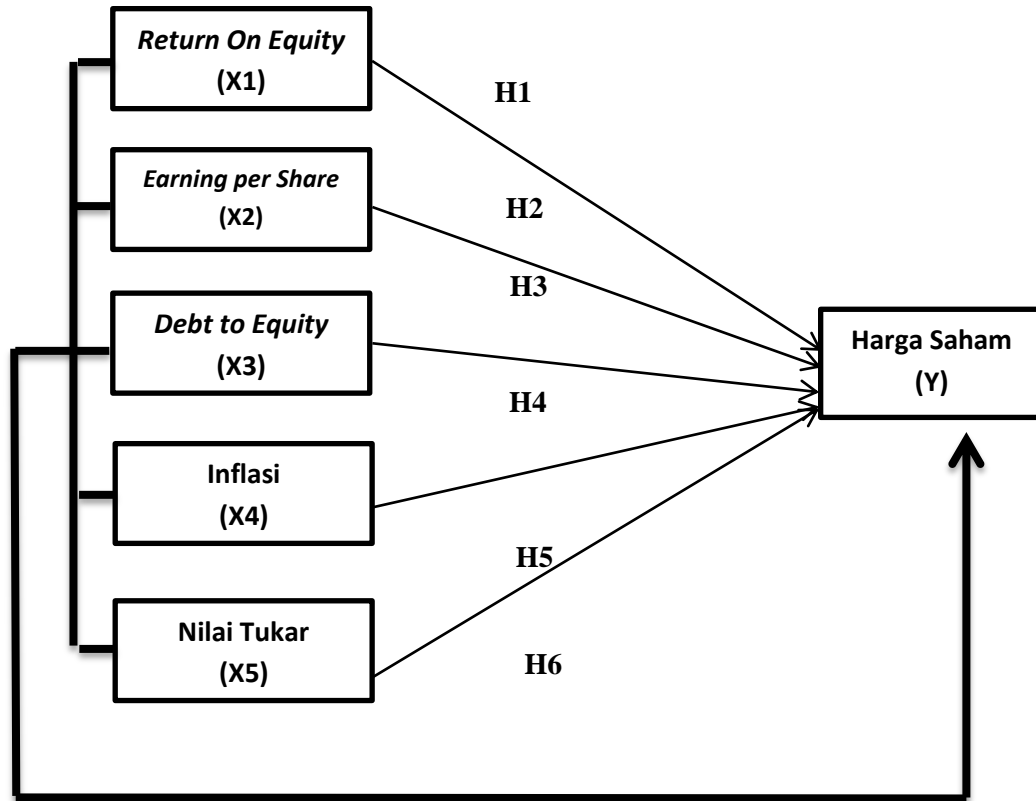 Return On Equity
(X1)
H1
Earning per Share
(X2)
H2
H3
Debt to Equity
(X3)
Harga Saham
(Y)
H4
Inflasi
(X4)
H5
Nilai Tukar
(X5)
H6